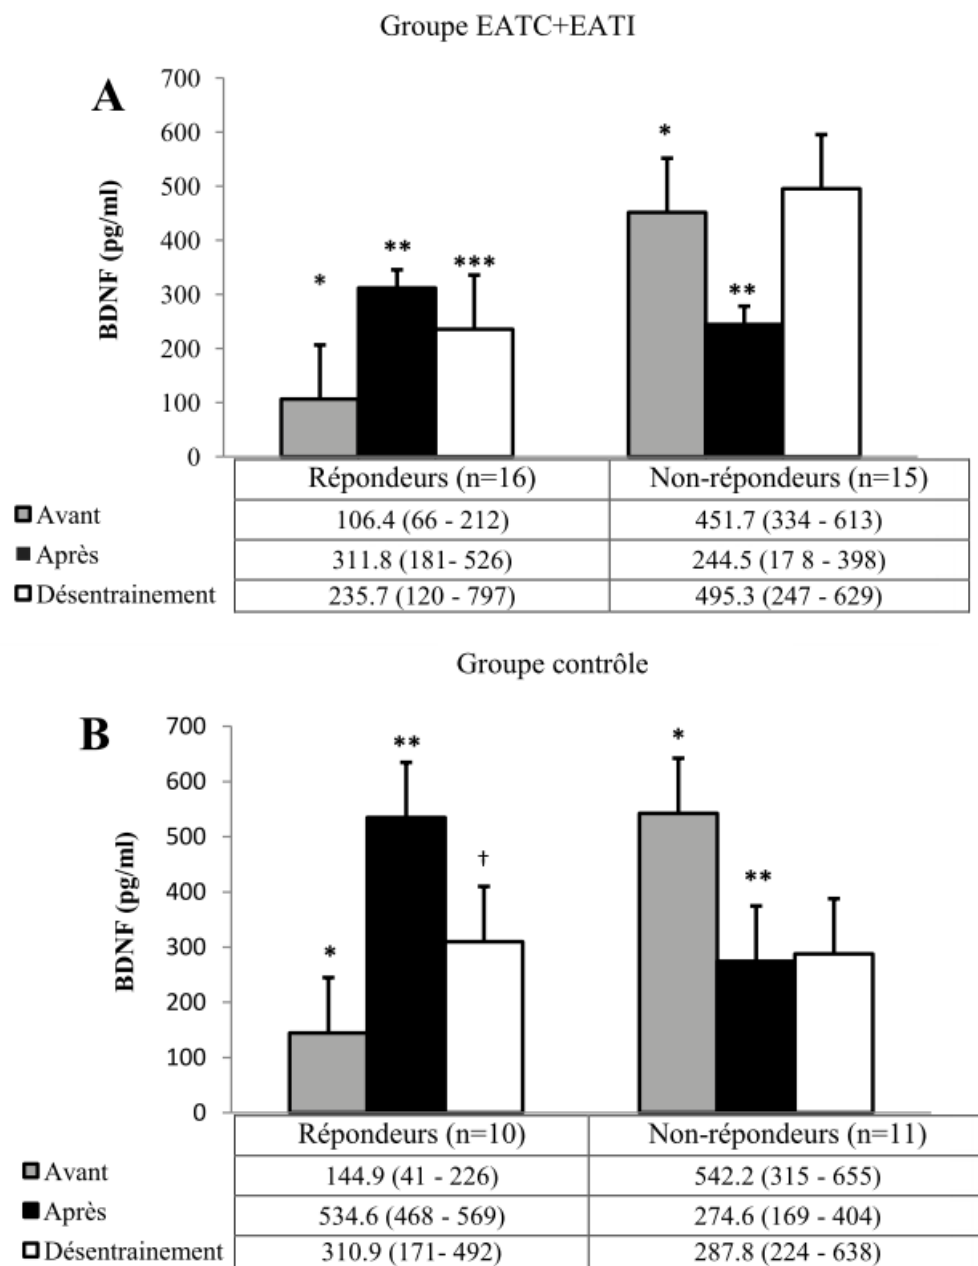 Groupe EATC+EATI
A
BDNF (pg/ml)
700
600
500
400
300
200
100
0
*
**
***
*
**
Répondeurs (n=16) Non-répondeurs (n=15)
Avant 106.4 (66 - 212) 451.7 (334 - 613)
Après 311.8 (181- 526) 244.5 (17 8 - 398)
Désentrainement 235.7 (120 - 797) 495.3 (247 - 629)
Groupe contrôle
B
BDNF (pg/ml)
700
600
500
400
300
200
100
0
*
**
†
*
**
Répondeurs (n=10) Non-répondeurs (n=11)
Avant 144.9 (41 - 226) 542.2 (315 - 655)
Après 534.6 (468 - 569) 274.6 (169 - 404)
Désentrainement 310.9 (171- 492) 287.8 (224 - 638)